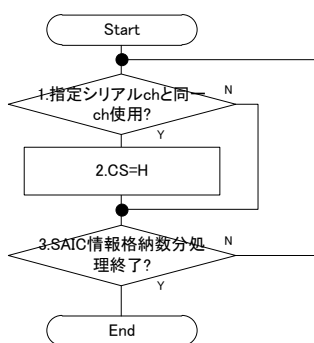 Start
1.指定シリアルchと同一
ch使用?
N
Y
2.CS=H
3.SAIC情報格納数分処
理終了?
N
Y
End